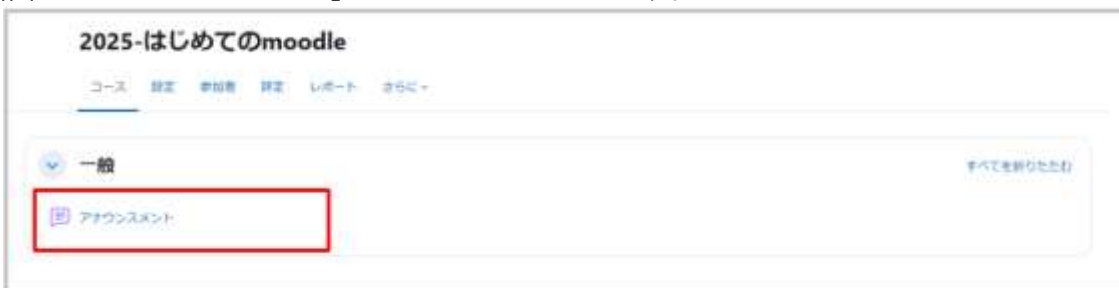 2025-はじめてのmoodle
コース 設定 参加者 評定 レポート さらに
一般
すべてを折りたたむ
アナウンスメント